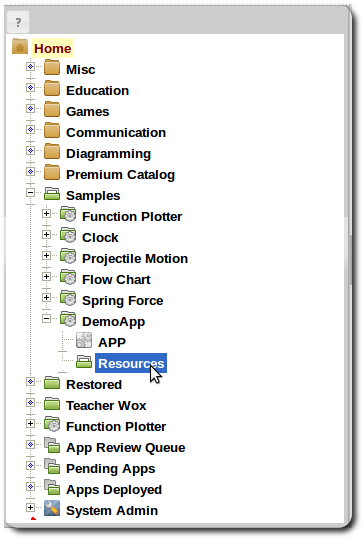 ?
Home
Misc
Education
Games
Communication
Diagramming
Premium Catalog
Samples
Function Plotter
Clock
Projectile Motion
Flow Chart
Spring Force
DemoApp
APP
Resources
Restored
Teacher Wox
Function Plotter
App Review Queue
Pending Apps
Apps Deployed
System Admin